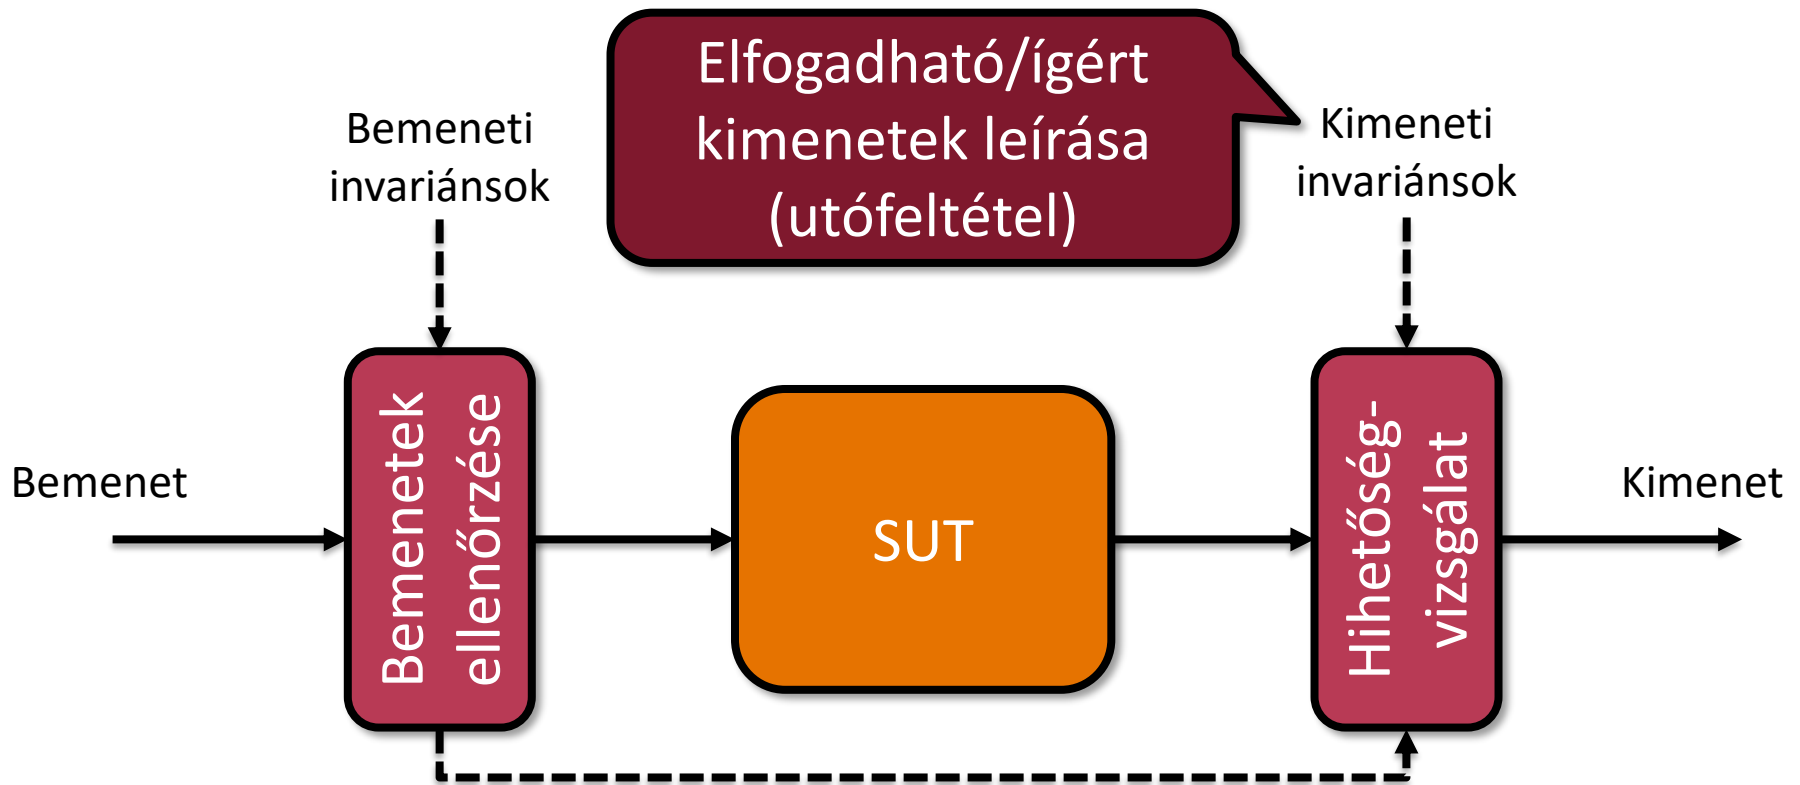 Elfogadható/ígért
kimenetek leírása
(utófeltétel)
Bemeneti
invariánsok
Kimeneti
invariánsok
Bemenet
Bemenetek
ellenőrzése
SUT
Hihetőség-
vizsgálat
Kimenet